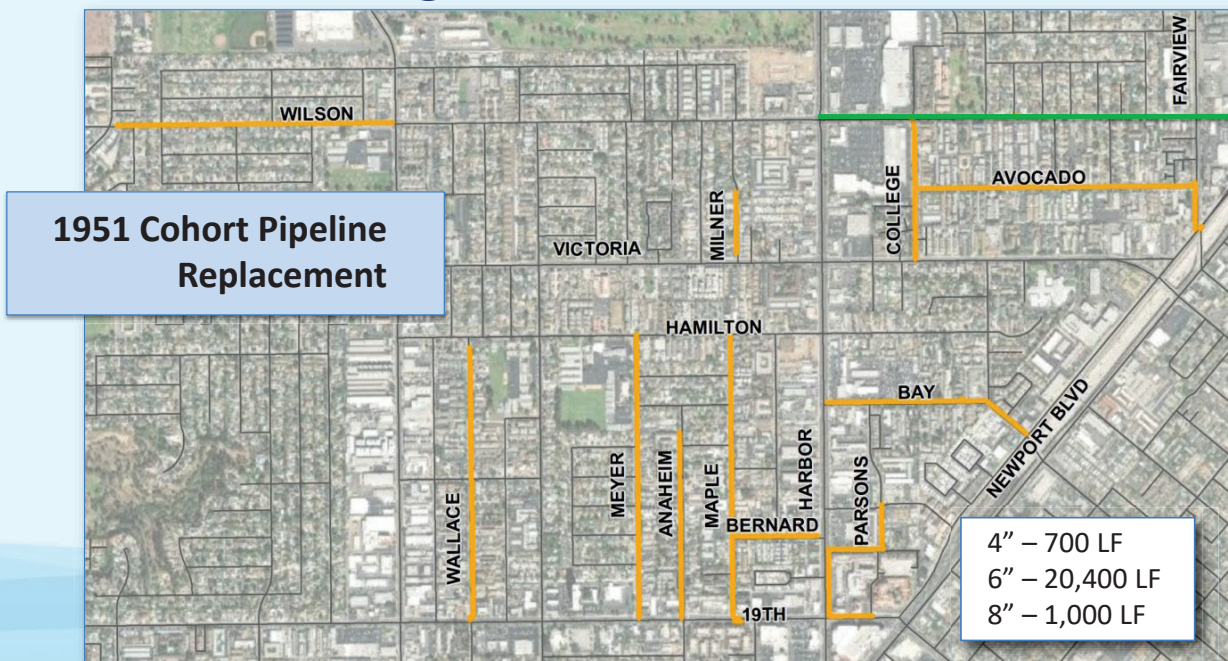 WILSON
FAIRVIEW
COLLEGE
AVOCADO
1951 Cohort Pipeline
Replacement
MILNER
VICTORIA
HAMILTON
BAY
NEWPORT BLVD
WALLACE
MEYER
ANAHEIM
MAPLE
HARBOR
BERNARD
PARSONS
19TH
4” – 700 LF
6” – 20,400 LF
8” – 1,000 LF